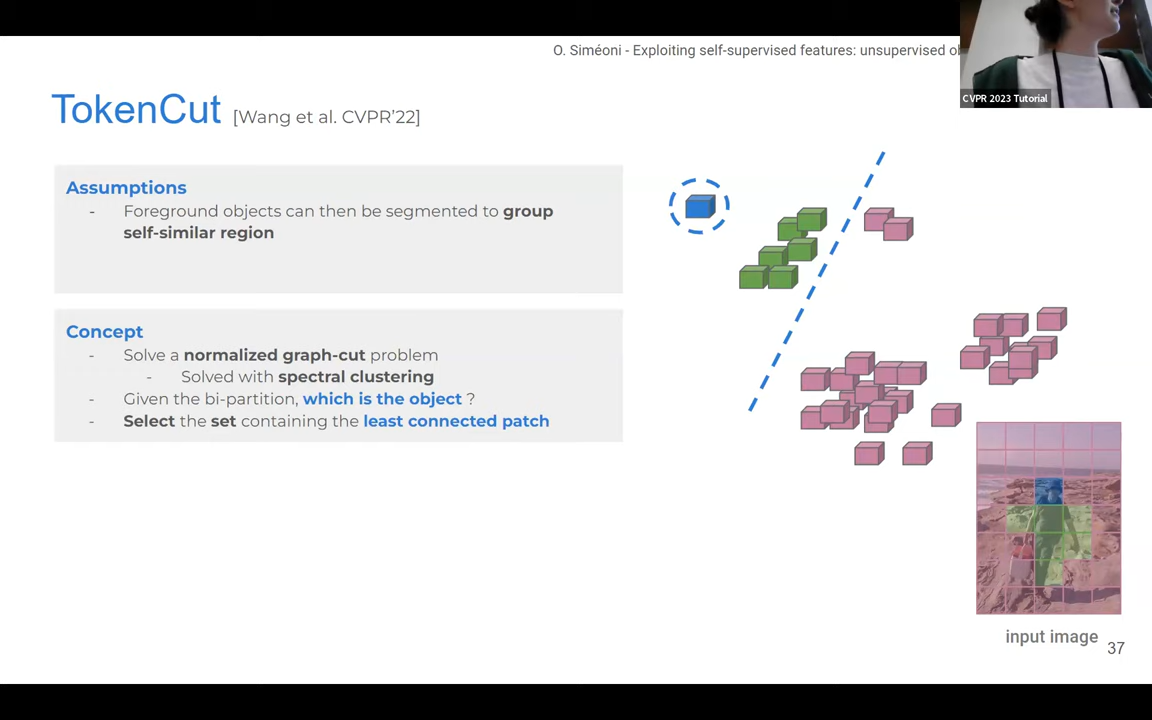 O. Siméoni - Exploiting self-supervised features: unsupervised
CVPR 2023 Tutorial
TokenCut [Wang et al. CVPR’22]
Assumptions
- Foreground objects can then be segmented to group
self-similar region
Concept
- Solve a normalized graph-cut problem
- Solved with spectral clustering
- Given the bi-partition, which is the object ?
- Select the set containing the least connected patch
input image
37